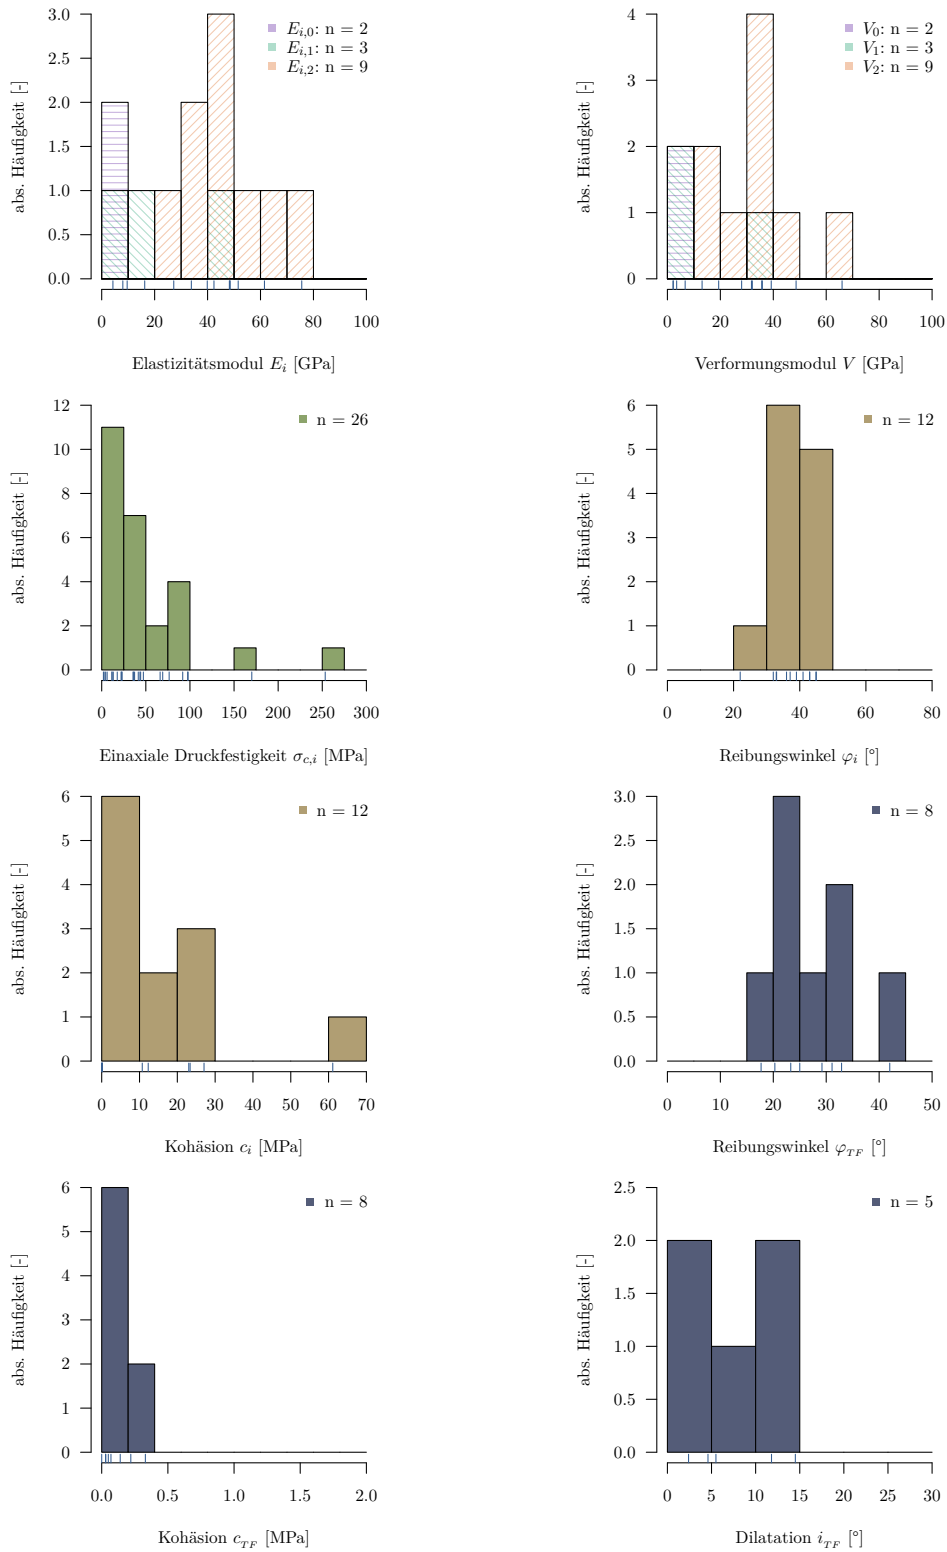 abs. Häufigkeit [-]
3.0
2.5
2.0
1.5
1.0
0.5
0.0
E_{i,0}: n = 2
E_{i,1}: n = 3
E_{i,2}: n = 9
0 20 40 60 80 100
Elastizitätsmodul E_i [GPa]
abs. Häufigkeit [-]
4
3
2
1
0
V_0: n = 2
V_1: n = 3
V_2: n = 9
0 20 40 60 80 100
Verformungsmodul V [GPa]
abs. Häufigkeit [-]
12
10
8
6
4
2
0
n = 26
0 50 100 150 200 250 300
Einaxiale Druckfestigkeit σ_{c,i} [MPa]
abs. Häufigkeit [-]
6
5
4
3
2
1
0
n = 12
0 20 40 60 80
Reibungswinkel φ_i [°]
abs. Häufigkeit [-]
6
5
4
3
2
1
0
n = 12
0 10 20 30 40 50 60 70
Kohäsion c_i [MPa]
abs. Häufigkeit [-]
3.0
2.5
2.0
1.5
1.0
0.5
0.0
n = 8
0 10 20 30 40 50
Reibungswinkel φ_{TF} [°]
abs. Häufigkeit [-]
6
5
4
3
2
1
0
n = 8
0.0 0.5 1.0 1.5 2.0
Kohäsion c_{TF} [MPa]
abs. Häufigkeit [-]
2.5
2.0
1.5
1.0
0.5
0.0
n = 5
0 5 10 15 20 25 30
Dilatation i_{TF} [°]